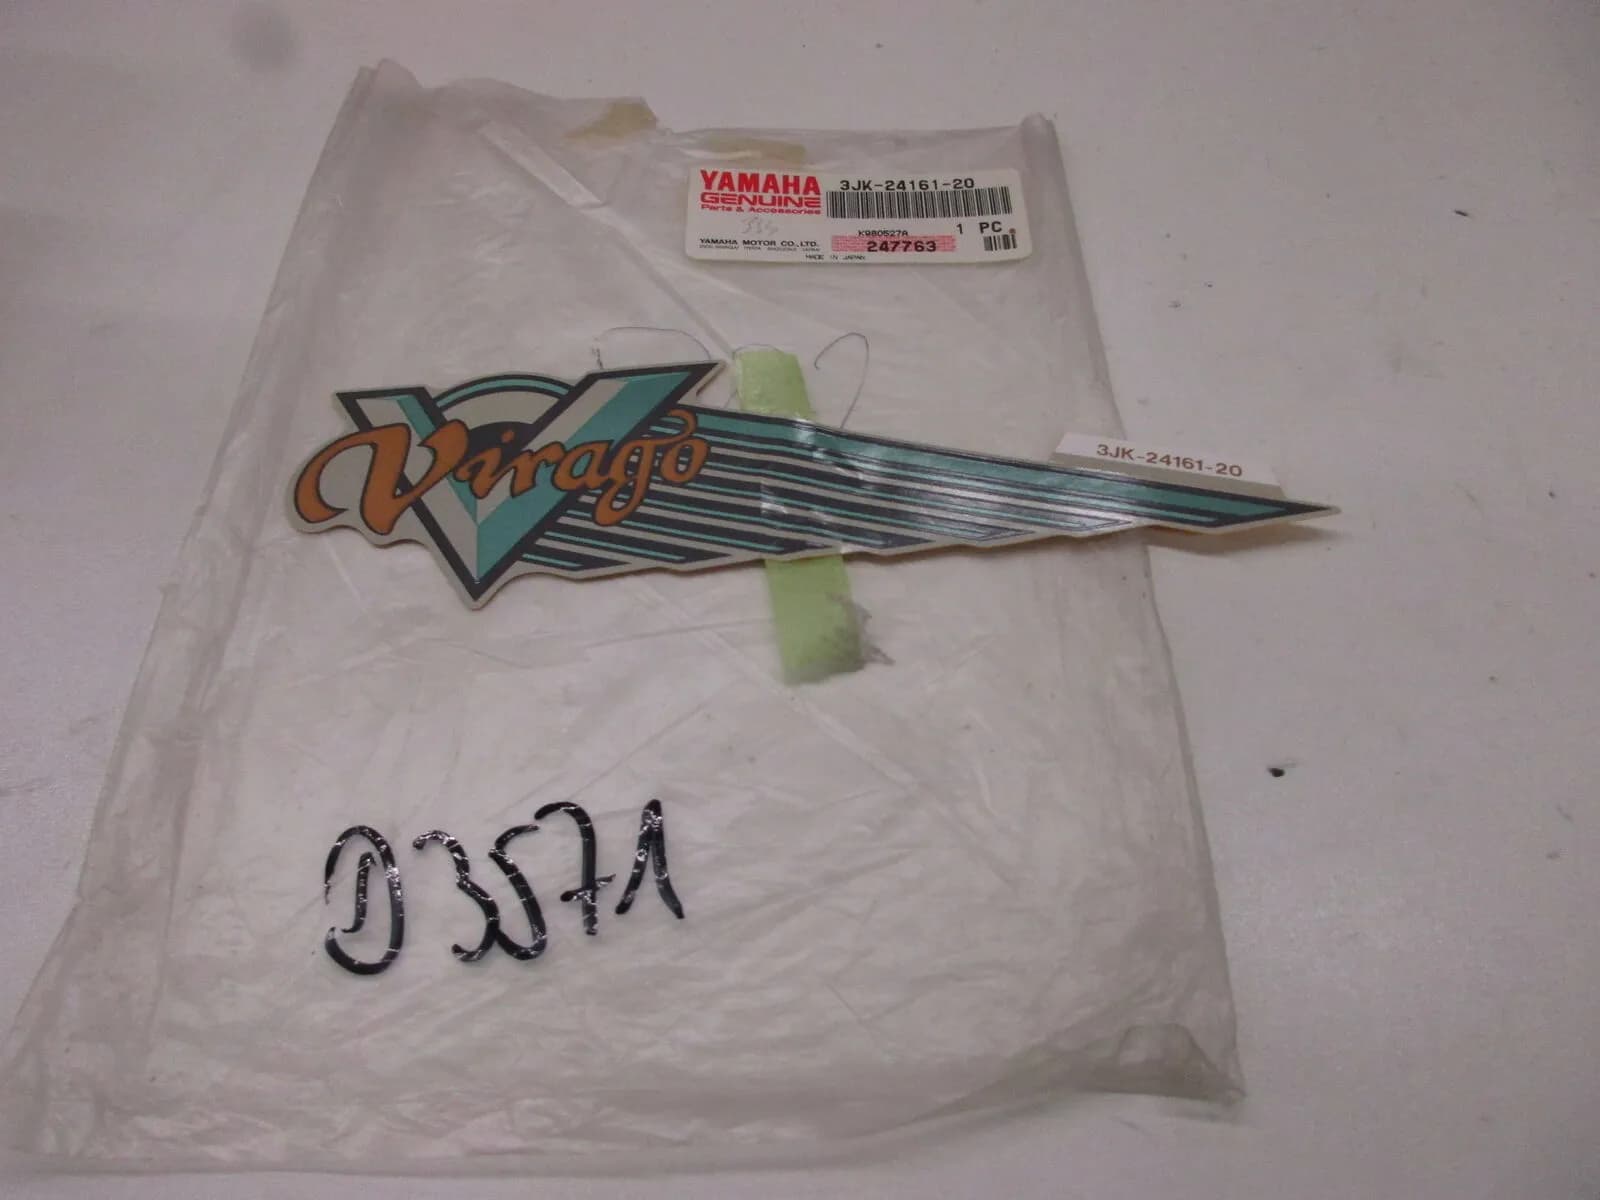 YAMAHA
GENUINE
Parts & Accessories
3JK-24161-20
K980527A
1 PC.
YAMAHA MOTOR CO., LTD.
247763
MADE IN JAPAN
Virago
3JK-24161-20
D3571